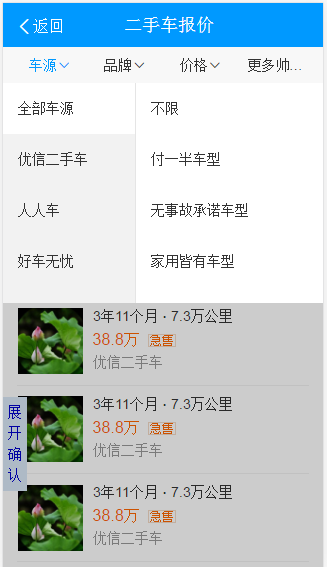 返回
二手车报价
车源
品牌
价格
更多帅...
全部车源
优信二手车
人人车
好车无忧
不限
付一半车型
无事故承诺车型
家用皆有车型
3年11个月 · 7.3万公里
38.8万 急售
优信二手车
展开确认
3年11个月 · 7.3万公里
38.8万 急售
优信二手车
3年11个月 · 7.3万公里
38.8万 急售
优信二手车